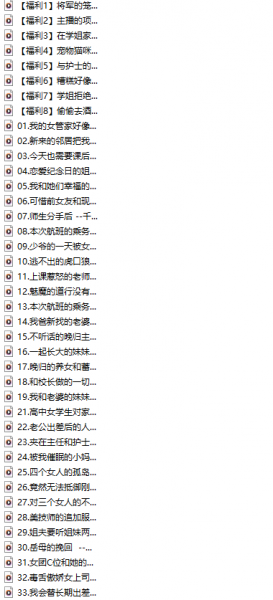 【福利1】将军的笼...
【福利2】主播的项...
【福利3】在学姐家...
【福利4】宠物猫咪...
【福利5】与护士的...
【福利6】糟糕好像...
【福利7】学姐拒绝...
【福利8】偷偷去酒...
01.我的女管家好像...
02.新来的邻居把我...
03.今天也需要课后...
04.恋爱纪念日的姐...
05.我和她们幸福的...
06.可惜前女友和现...
07.师生分手后 --千...
08.本次航班的乘务...
09.少爷的一天被女...
10.逃不出的虎口狼...
11.上课惹怒的老师...
12.魅魔的道行没有...
13.本次航班的乘务...
14.我爸新找的老婆...
15.不听话的晚归主...
16.一起长大的妹妹...
17.晚归的养女和蔷...
18.和校长做的一切...
19.我和老婆的妹妹...
21.高中女学生对家...
22.老公出差后的人...
23.夹在主任和护士...
24.被我催眠的小妈...
25.四个女人的孤岛...
26.竟然无法抵御刚...
27.对三个女人的不...
28.美技师的追加服...
29.姐夫要听姐妹两...
30.岳母的挽回 --...
31.女团C位和她的...
32.毒舌傲娇女上司...
33.我会替长期出差...